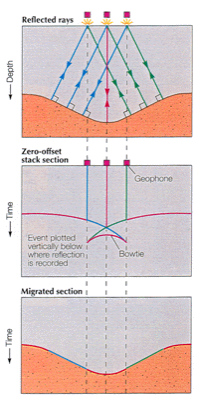 Reflected rays
Depth
Zero-offset
stack section
Geophone
Time
Event plotted
vertically below
where reflection
is recorded
Bowtie
Migrated section
Time